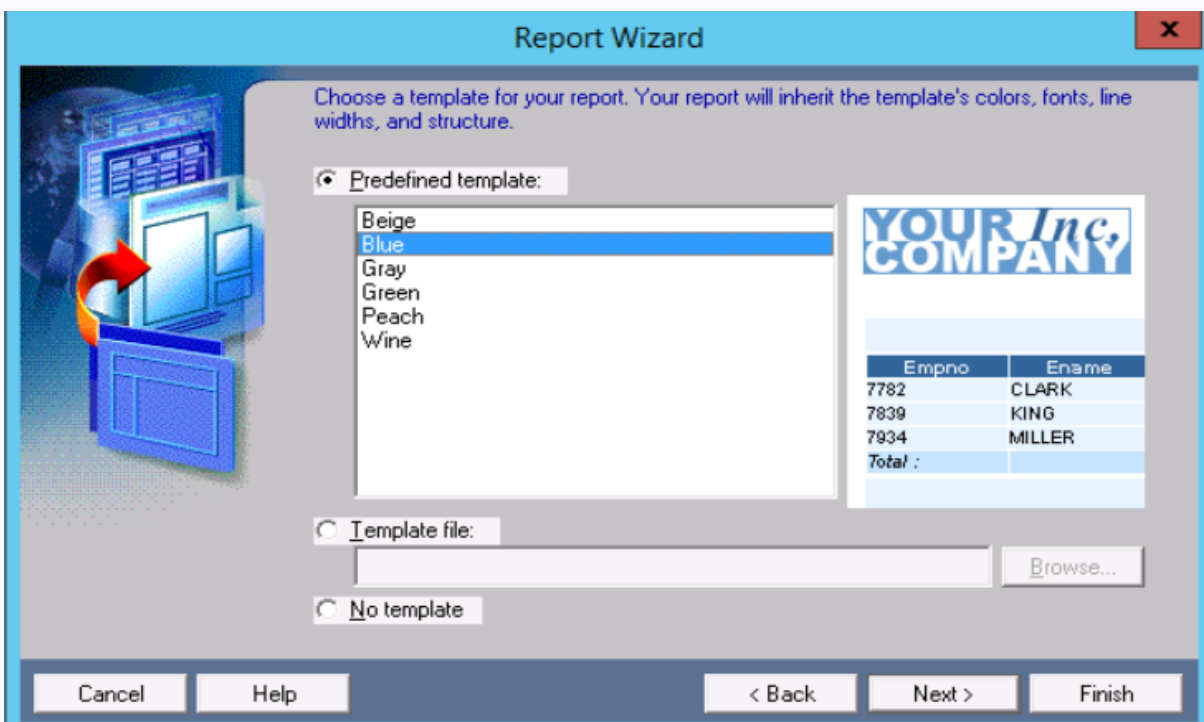 Report Wizard
x
Choose a template for your report. Your report will inherit the template's colors, fonts, line
widths, and structure.
Predefined template:
Beige
Blue
Gray
Green
Peach
Wine
YOUR Inc,
COMPANY
Empno Ename
7782 CLARK
7839 KING
7934 MILLER
Total :
Template file:
Browse...
No template
Cancel Help < Back Next > Finish